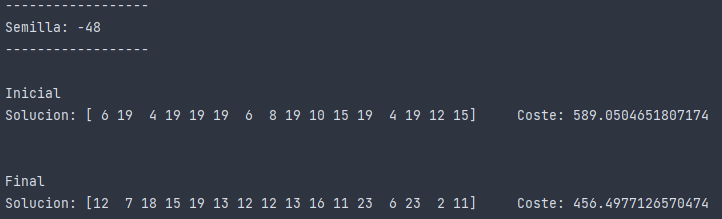 ------------------
Semilla: -48
------------------
Inicial
Solucion: [ 6 19  4 19 19 19  6  8 19 10 15 19  4 19 12 15]     Coste: 589.0504651807174
Final
Solucion: [12  7 18 15 19 13 12 12 13 16 11 23  6 23  2 11]     Coste: 456.4977126570474